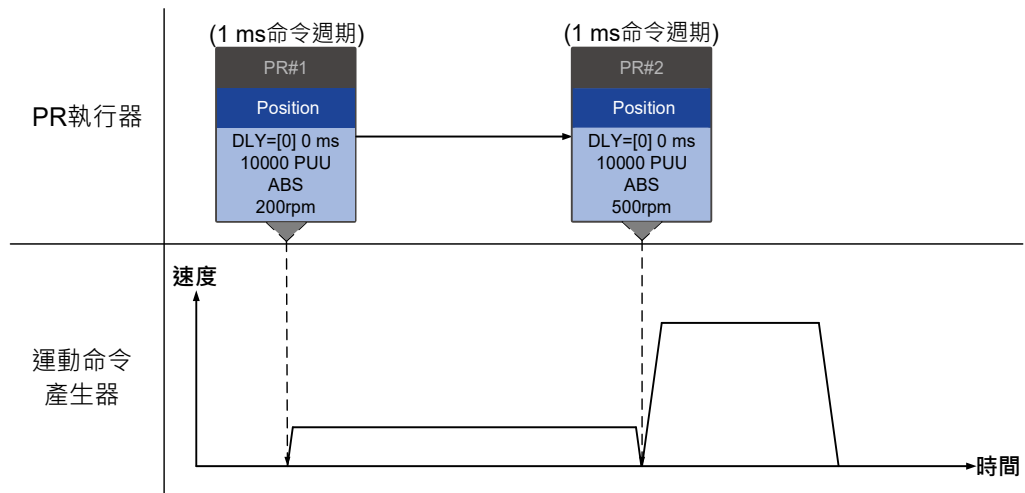 (1 ms命令週期)
(1 ms命令週期)
PR執行器
PR#1
Position
DLY=[0] 0 ms
10000 PUU
ABS
200rpm
PR#2
Position
DLY=[0] 0 ms
10000 PUU
ABS
500rpm
速度
運動命令
產生器
時間